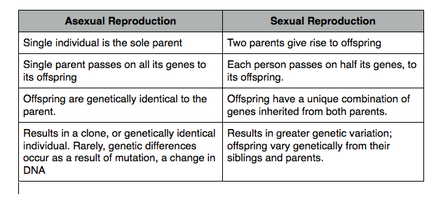 Asexual Reproduction
Sexual Reproduction
Single individual is the sole parent
Two parents give rise to offspring
Single parent passes on all its genes to
its offspring
Each person passes on half its genes, to
its offspring.
Offspring are genetically identical to the
parent.
Offspring have a unique combination of
genes inherited from both parents.
Results in a clone, or genetically identical
individual. Rarely, genetic differences
occur as a result of mutation, a change in
DNA
Results in greater genetic variation;
offspring vary genetically from their
siblings and parents.